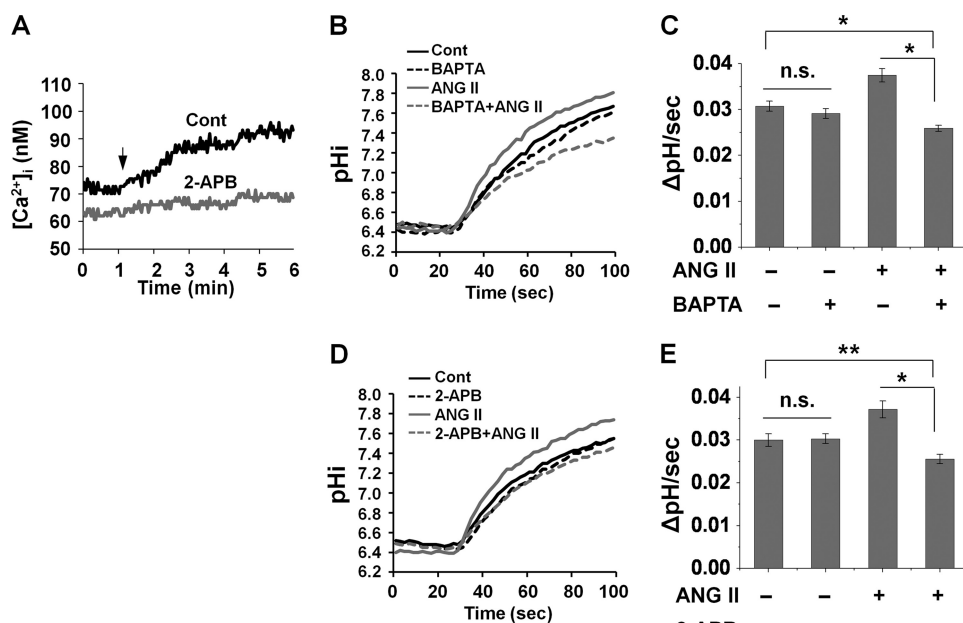 A
[Ca²⁺]i (nM)
110
100
90
80
70
60
50
Cont
2-APB
0 1 2 3 4 5 6
Time (min)
B
Cont
BAPTA
ANG II
BAPTA+ANG II
pHi
8.0
7.8
7.6
7.4
7.2
7.0
6.8
6.6
6.4
6.2
0 20 40 60 80 100
Time (sec)
C
*
*
n.s.
ΔpH/sec
0.04
0.03
0.02
0.01
0.00
ANG II – – + +
BAPTA – + – +
D
Cont
2-APB
ANG II
2-APB+ANG II
pHi
8.0
7.8
7.6
7.4
7.2
7.0
6.8
6.6
6.4
6.2
0 20 40 60 80 100
Time (sec)
E
**
*
n.s.
ΔpH/sec
0.04
0.03
0.02
0.01
0.00
ANG II – – + +